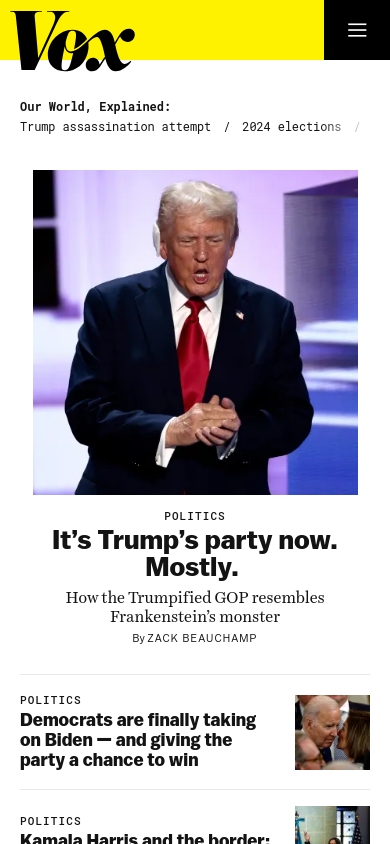 Vox
Our World, Explained:
Trump assassination attempt / 2024 elections /
POLITICS
It’s Trump’s party now.
Mostly.
How the Trumpified GOP resembles
Frankenstein’s monster
By ZACK BEAUCHAMP
POLITICS
Democrats are finally taking
on Biden — and giving the
party a chance to win
POLITICS
Kamala Harris and the border: